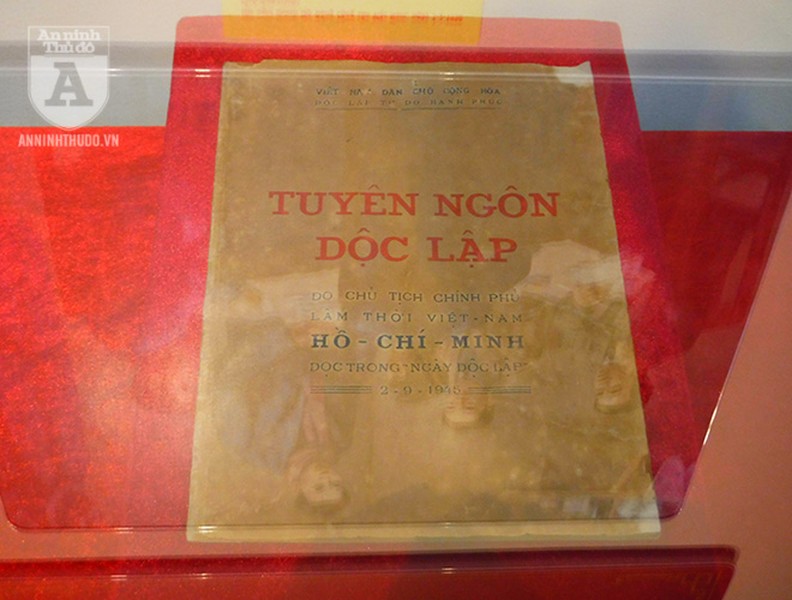 An ninh
Thủ đô
A
ANNINHTHUDO.VN
VIỆT NAM DÂN CHỦ CỘNG HÒA
ĐỘC LẬP TỰ DO HẠNH PHÚC
TUYÊN NGÔN
ĐỘC LẬP
DO CHỦ TỊCH CHÍNH PHỦ
LÂM THỜI VIỆT-NAM
HỒ-CHÍ-MINH
ĐỌC TRONG "NGÀY ĐỘC LẬP"
2-9-1945